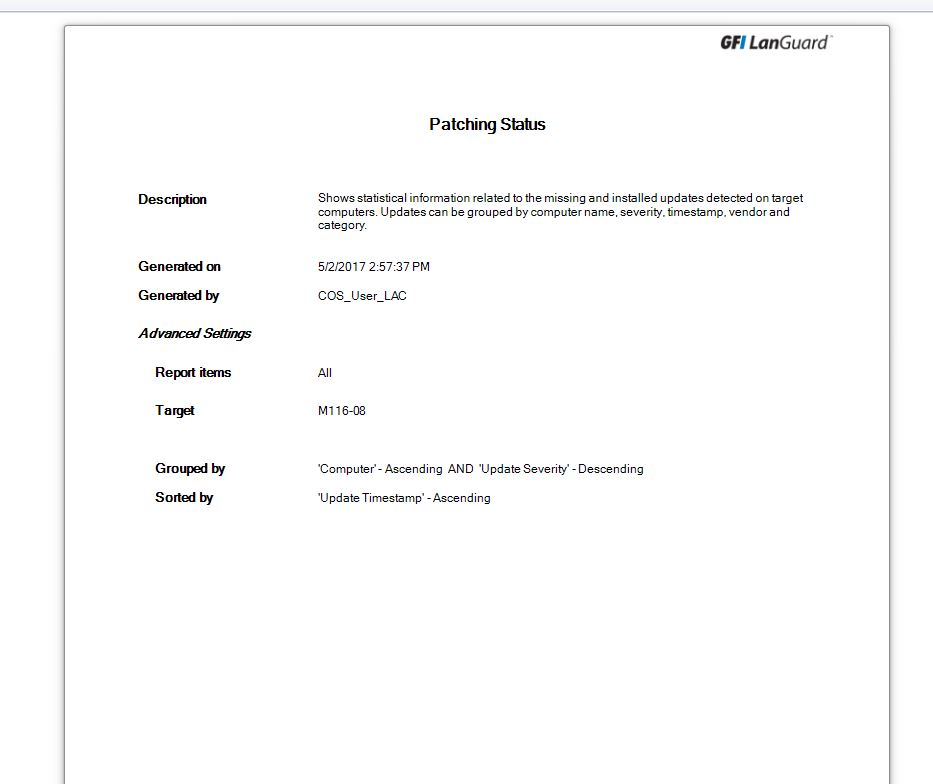 GFI LanGuard™
Patching Status
Description
Shows statistical information related to the missing and installed updates detected on target
computers. Updates can be grouped by computer name, severity, timestamp, vendor and
category.
Generated on 5/2/2017 2:57:37 PM
Generated by COS_User_LAC
Advanced Settings
Report items All
Target M116-08
Grouped by 'Computer' - Ascending AND 'Update Severity' - Descending
Sorted by 'Update Timestamp' - Ascending